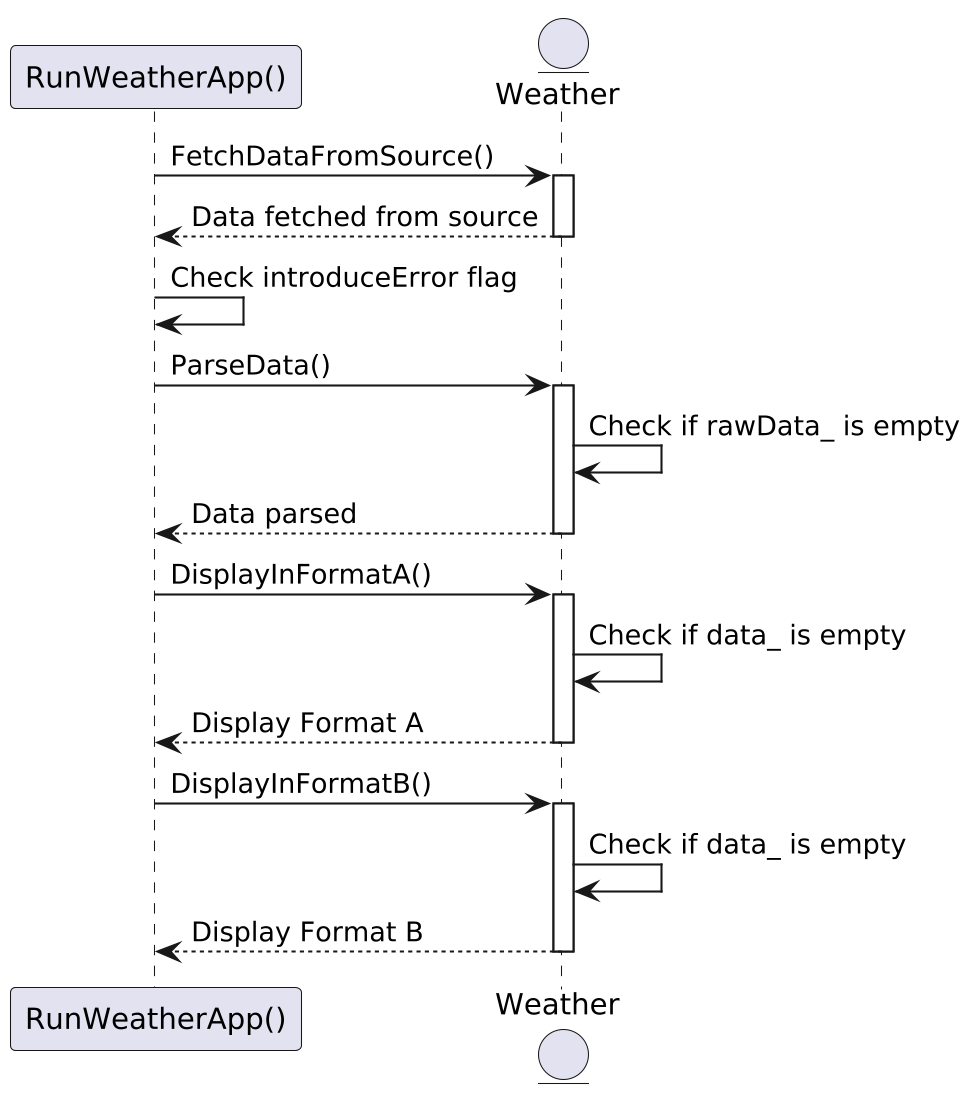 RunWeatherApp()
Weather
FetchDataFromSource()
Data fetched from source
Check introduceError flag
ParseData()
Check if rawData_ is empty
Data parsed
DisplayInFormatA()
Check if data_ is empty
Display Format A
DisplayInFormatB()
Check if data_ is empty
Display Format B
RunWeatherApp()
Weather